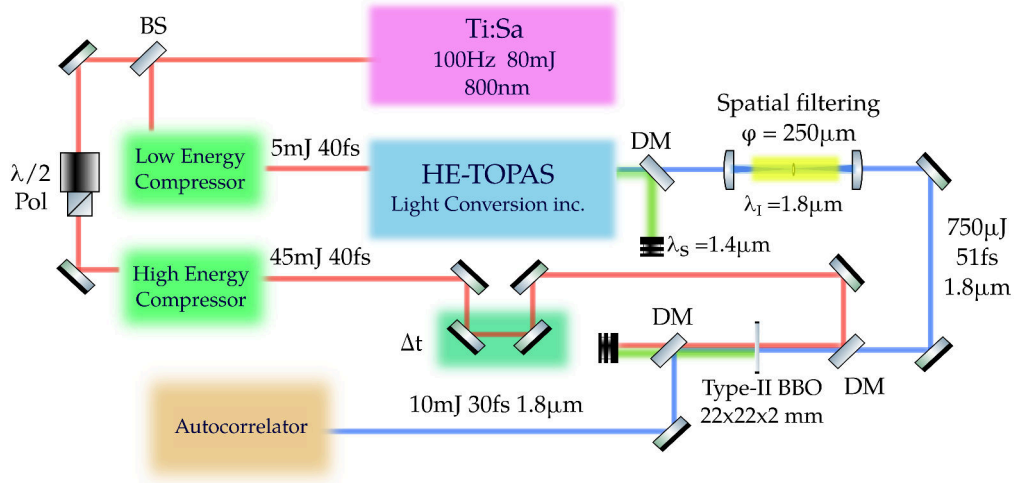 BS
Ti:Sa
100Hz 80mJ
800nm
Spatial filtering
φ = 250μm
Low Energy
Compressor
5mJ 40fs
HE-TOPAS
Light Conversion inc.
DM
λ/2
Pol
λI =1.8μm
λS =1.4μm
750μJ
51fs
1.8μm
High Energy
Compressor
45mJ 40fs
Δt
DM
DM
Type-II BBO
22x22x2 mm
10mJ 30fs 1.8μm
Autocorrelator